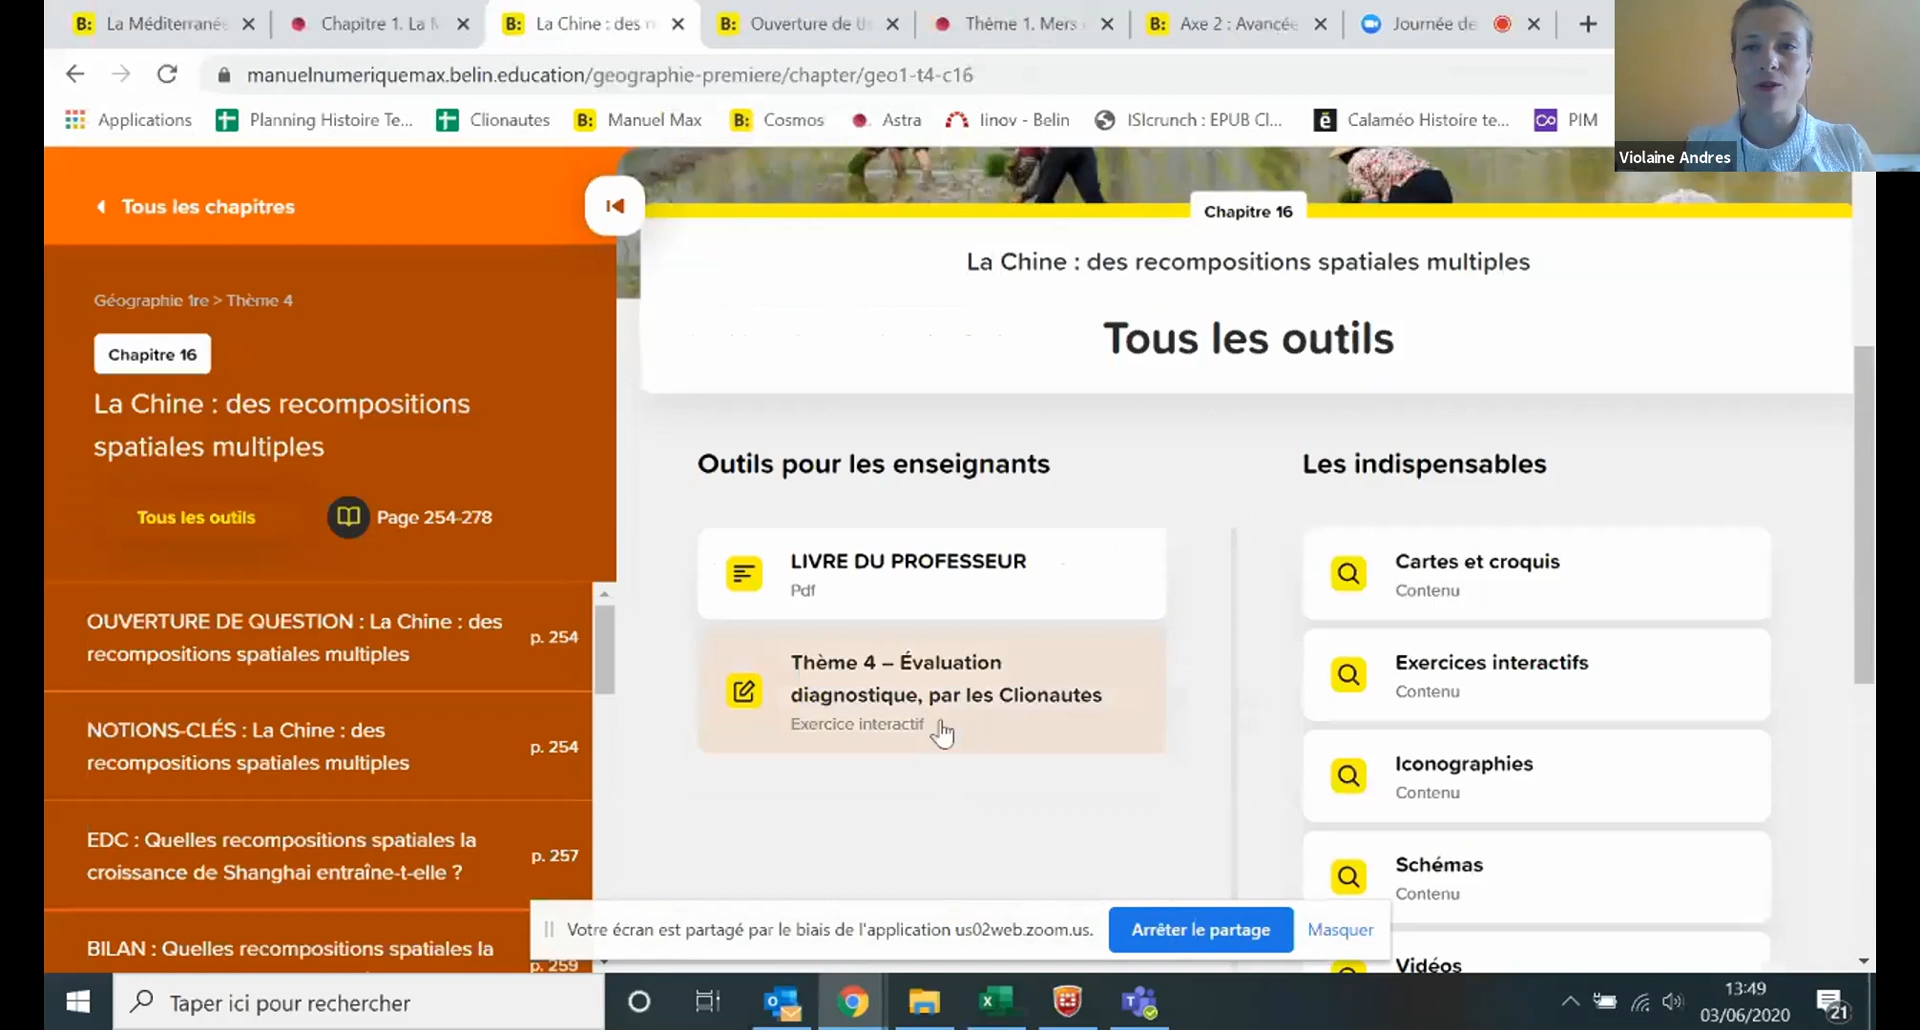 B: La Méditerranée
Chapitre 1. La M
B: La Chine : des r
B: Ouverture de
B: Thème 1. Mers
B: Axe 2 : Avancée
Journée de
manuelnumeriquemax.belin.education/geographie-premiere/chapter/geo1-t4-c16
Applications
Planning Histoire Te...
Clionautes
B: Manuel Max
B: Cosmos
Astra
Iinov - Belin
ISIcrunch : EPUB Cl...
ē Calaméo Histoire te...
PIM
Violaine Andres
Tous les chapitres
Géographie 1re > Thème 4
Chapitre 16
La Chine : des recompositions
spatiales multiples
Tous les outils
Page 254-278
OUVERTURE DE QUESTION : La Chine : des
recompositions spatiales multiples
p. 254
NOTIONS-CLÉS : La Chine : des
recompositions spatiales multiples
p. 254
EDC : Quelles recompositions spatiales la
croissance de Shanghai entraîne-t-elle ?
p. 257
BILAN : Quelles recompositions spatiales la
p. 259
Chapitre 16
La Chine : des recompositions spatiales multiples
Tous les outils
Outils pour les enseignants
LIVRE DU PROFESSEUR
Pdf
Thème 4 – Évaluation
diagnostique, par les Clionautes
Exercice interactif
Les indispensables
Cartes et croquis
Contenu
Exercices interactifs
Contenu
Iconographies
Contenu
Schémas
Contenu
Vidéos
Votre écran est partagé par le biais de l'application us02web.zoom.us.
Arrêter le partage
Masquer
Taper ici pour rechercher
13:49
03/06/2020
21